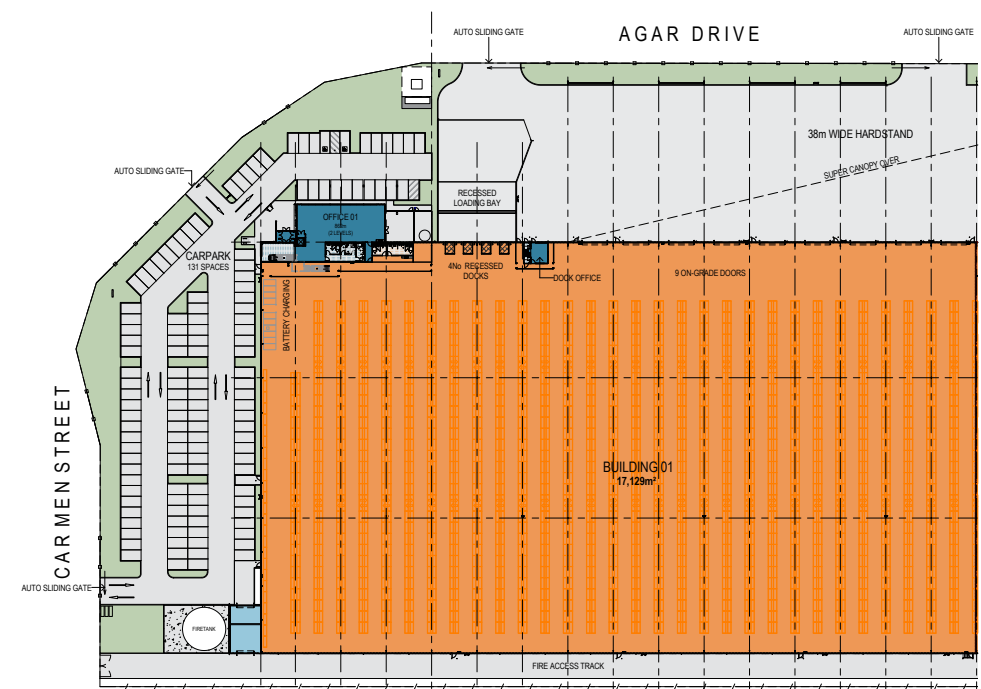 AGAR DRIVE
AUTO SLIDING GATE
AUTO SLIDING GATE
38m WIDE HARDSTAND
SUPER CANOPY OVER
AUTO SLIDING GATE
RECESSED
LOADING BAY
OFFICE 01
(2 LEVELS)
CARPARK
131 SPACES
4No RECESSED
DOCKS
DOCK OFFICE
9 ON-GRADE DOORS
BATTERY CHARGING
CARMEN STREET
BUILDING 01
17,129m²
AUTO SLIDING GATE
FIRETANK
FIRE ACCESS TRACK